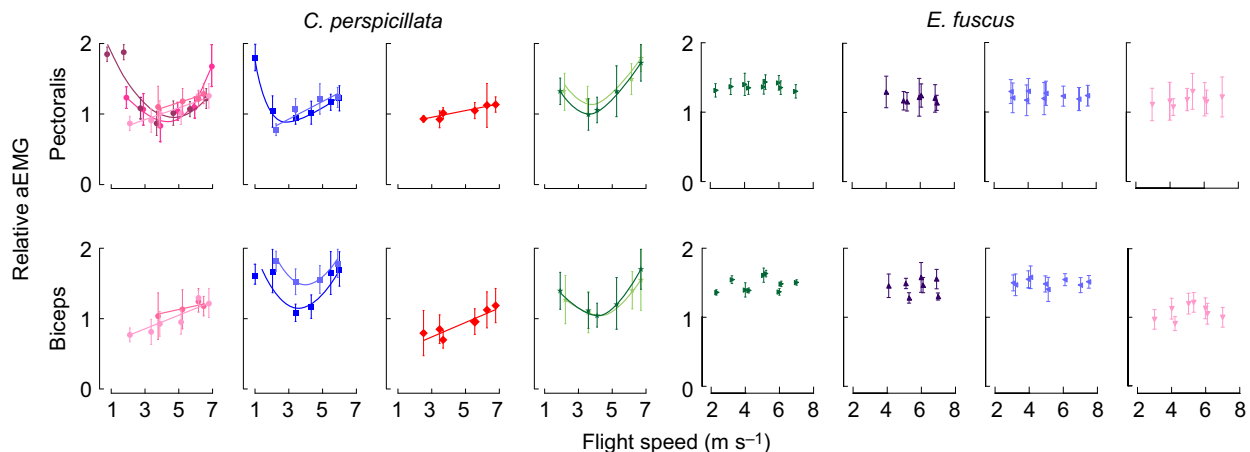 C. perspicillata E. fuscus
Relative aEMG
Pectoralis
2
1
0
2
1
0
Biceps
2
1
0
2
1
0
1 3 5 7 1 3 5 7 1 3 5 7 1 3 5 7 2 4 6 8 2 4 6 8 2 4 6 8 2 4 6 8
Flight speed (m s–1)